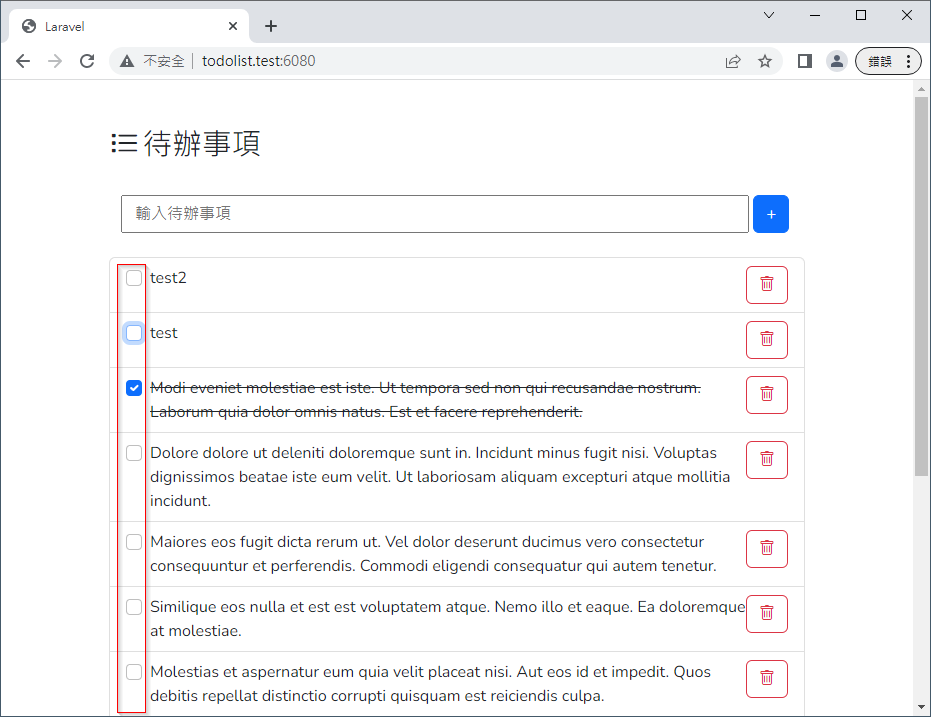 Laravel
不安全
todolist.test:6080
錯誤
待辦事項
輸入待辦事項
+
test2
test
Modi eveniet molestiae est iste. Ut tempora sed non qui recusandae nostrum.
Laborum quia dolor omnis natus. Est et facere reprehenderit.
Dolore dolore ut deleniti doloremque sunt in. Incidunt minus fugit nisi. Voluptas
dignissimos beatae iste eum velit. Ut laboriosam aliquam excepturi atque mollitia
incidunt.
Maiores eos fugit dicta rerum ut. Vel dolor deserunt ducimus vero consectetur
consequuntur et perferendis. Commodi eligendi consequatur qui autem tenetur.
Similique eos nulla et est est voluptatem atque. Nemo illo et eaque. Ea doloremque
at molestiae.
Molestias et aspernatur eum quia velit placeat nisi. Aut eos id et impedit. Quos
debitis repellat distinctio corrupti quisquam est reiciendis culpa.